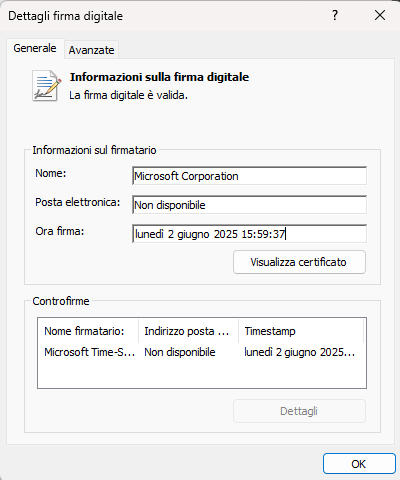 Dettagli firma digitale
?
Generale Avanzate
Informazioni sulla firma digitale
La firma digitale è valida.
Informazioni sul firmatario
Nome: Microsoft Corporation
Posta elettronica: Non disponibile
Ora firma: lunedì 2 giugno 2025 15:59:37
Visualizza certificato
Controfirme
Nome firmatario: Indirizzo posta ... Timestamp
Microsoft Time-S... Non disponibile lunedì 2 giugno 2025...
Dettagli
OK